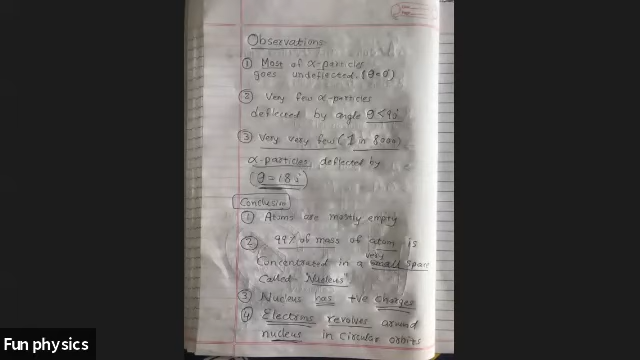 Observations
① Most of α-particles
goes undeflected (θ=0)
② Very few α-particles
deflected by angle θ<90
③ Very very few (1 in 8000)
α-particles, deflected by
(θ=180)
Conclusion
① Atoms are mostly empty
② 99% of mass of atom is
concentrated in a very small space
called "Nucleus"
③ Nucleus has +ve charges
④ Electrons revolves around
nucleus in circular orbits
Fun physics